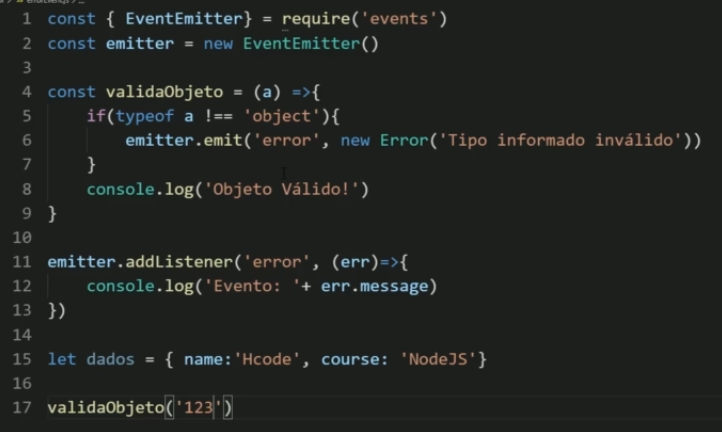 1 const { EventEmitter} = require('events')
2 const emitter = new EventEmitter()
3
4 const validaObjeto = (a) =>{
5 if(typeof a !== 'object'){
6 emitter.emit('error', new Error('Tipo informado inválido'))
7 }
8 console.log('Objeto Válido!')
9 }
10
11 emitter.addListener('error', (err)=>{
12 console.log('Evento: '+ err.message)
13 })
14
15 let dados = { name:'Hcode', course: 'NodeJS'}
16
17 validaObjeto('123')